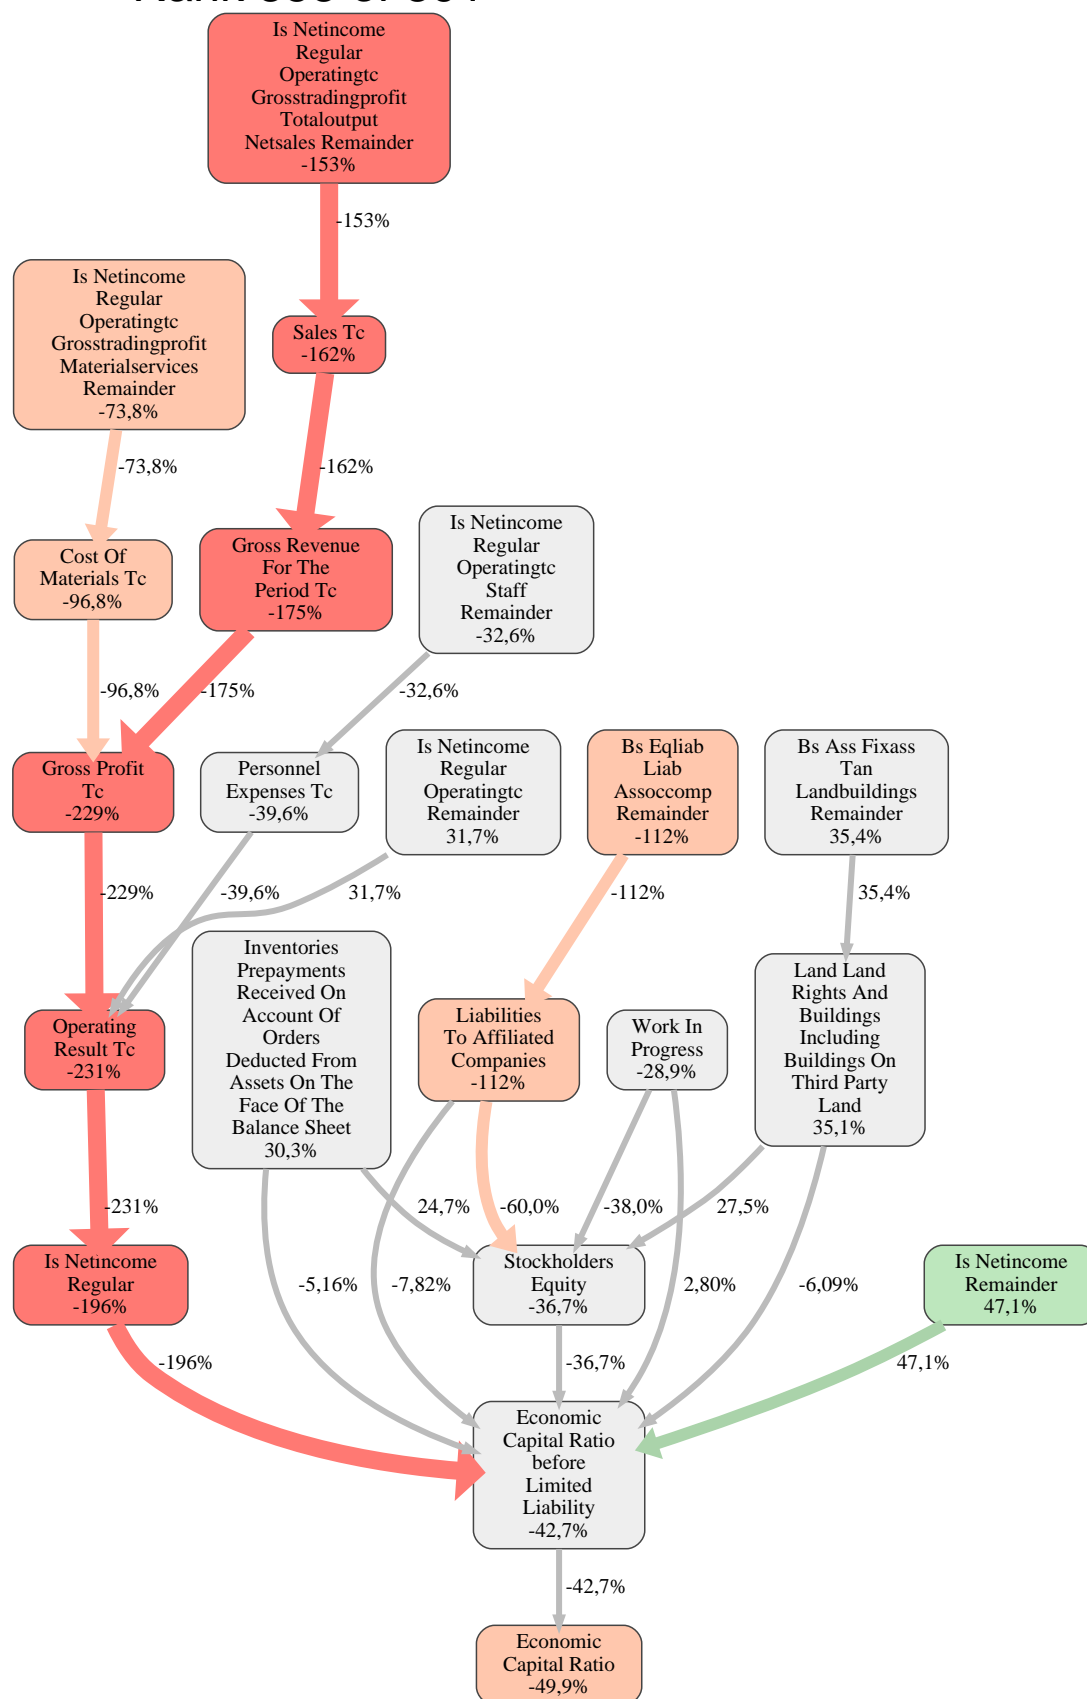 Is Netincome
Regular
Operatingtc
Grosstradingprofit
Totaloutput
Netsales Remainder
-153%
-153%
Is Netincome
Regular
Operatingtc
Grosstradingprofit
Materialservices
Remainder
-73,8%
Sales Tc
-162%
-73,8%
-162%
Cost Of
Materials Tc
-96,8%
Gross Revenue
For The
Period Tc
-175%
Is Netincome
Regular
Operatingtc
Staff
Remainder
-32,6%
-96,8%
-175%
-32,6%
Gross Profit
Tc
-229%
Personnel
Expenses Tc
-39,6%
Is Netincome
Regular
Operatingtc
Remainder
31,7%
Bs Eqliab
Liab
Assoccomp
Remainder
-112%
Bs Ass Fixass
Tan
Landbuildings
Remainder
35,4%
-229%
-39,6%
31,7%
-112%
35,4%
Operating
Result Tc
-231%
Inventories
Prepayments
Received On
Account Of
Orders
Deducted From
Assets On The
Face Of The
Balance Sheet
30,3%
Liabilities
To Affiliated
Companies
-112%
Work In
Progress
-28,9%
Land Land
Rights And
Buildings
Including
Buildings On
Third Party
Land
35,1%
-231%
24,7%
-60,0%
-38,0%
27,5%
Is Netincome
Regular
-196%
-5,16%
-7,82%
Stockholders
Equity
-36,7%
2,80%
-6,09%
Is Netincome
Remainder
47,1%
-196%
-36,7%
47,1%
Economic
Capital Ratio
before
Limited
Liability
-42,7%
-42,7%
Economic
Capital Ratio
-49,9%